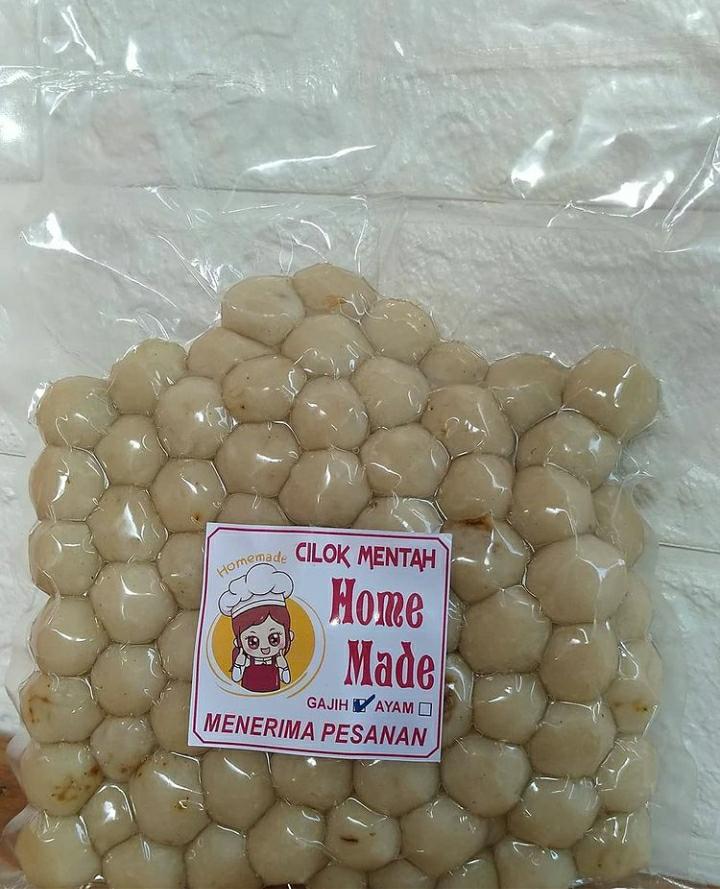 Homemade
CILOK MENTAH
Home
Made
GAJIH ☑ AYAM ☐
MENERIMA PESANAN